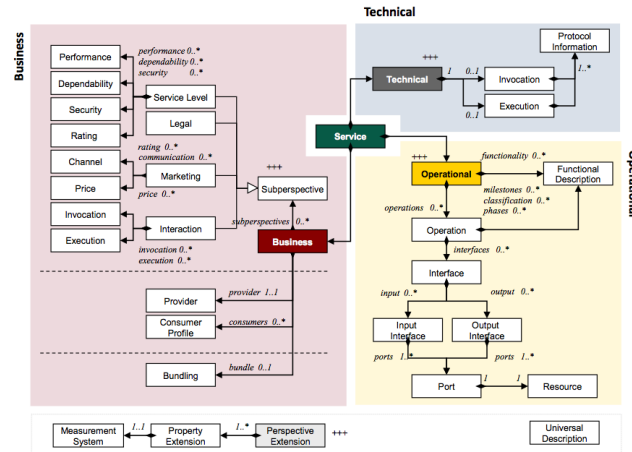 Technical
Business
Performance
Dependability
Security
Rating
Channel
Price
Invocation
Execution
performance 0..*
dependability 0..*
security 0..*
Service Level
Legal
rating 0..*
communication 0..*
Marketing
price 0..*
Interaction
invocation 0..*
execution 0..*
+++
Subperspective
subperspectives 0..*
Business
provider 1..1
Provider
Consumer
Profile
consumers 0..*
bundle 0..1
Bundling
Service
+++
Technical
1
0..1
0..1
Invocation
Execution
Protocol
Information
1..*
Operational
+++
Operational
functionality 0..*
Functional
Description
milestones 0..*
classification 0..*
phases 0..*
operations 0..*
Operation
interfaces 0..*
Interface
input 0..*
output 0..*
Input
Interface
Output
Interface
ports 1..*
ports 1..*
Port
1
1
Resource
Measurement
System
1..1
Property
Extension
1..*
Perspective
Extension
+++
Universal
Description